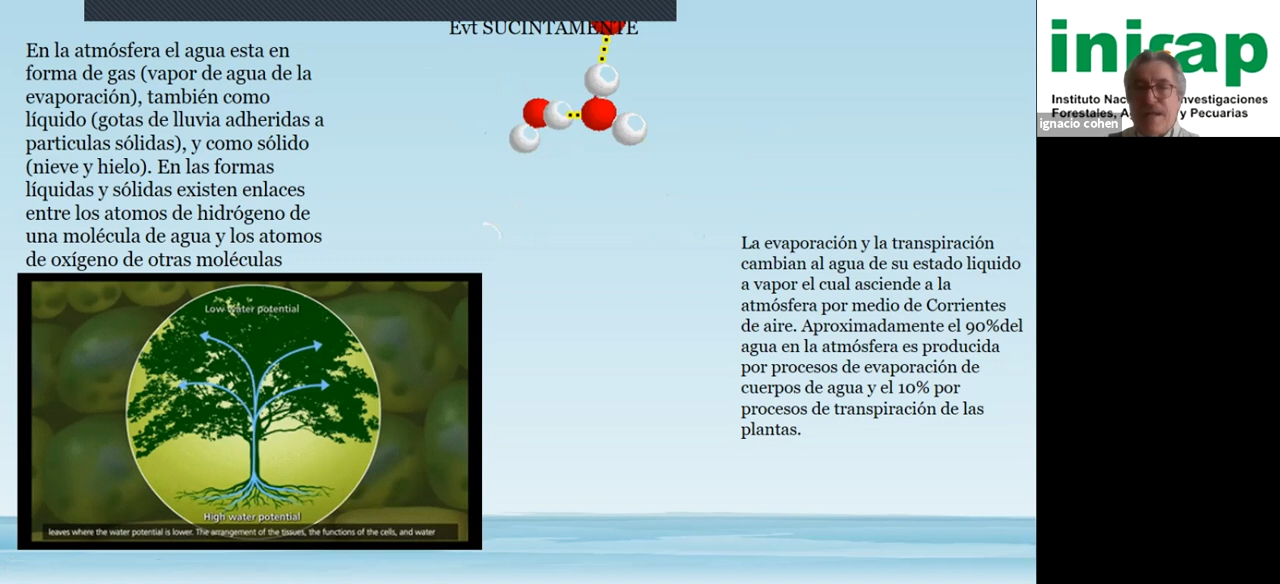 Evt SUCINTAMENTE
En la atmósfera el agua esta en
forma de gas (vapor de agua de la
evaporación), también como
líquido (gotas de lluvia adheridas a
particulas sólidas), y como sólido
(nieve y hielo). En las formas
líquidas y sólidas existen enlaces
entre los atomos de hidrógeno de
una molécula de agua y los atomos
de oxígeno de otras moléculas
Low water potential
High water potential
leaves where the water potential is lower. The arrangement of the tissues, the functions of the cells, and water
La evaporación y la transpiración
cambian al agua de su estado liquido
a vapor el cual asciende a la
atmósfera por medio de Corrientes
de aire. Aproximadamente el 90%del
agua en la atmósfera es producida
por procesos de evaporación de
cuerpos de agua y el 10% por
procesos de transpiración de las
plantas.
inifap
Instituto Nac nvestigaciones
Forestales, A y Pecuarias
ignacio cohen